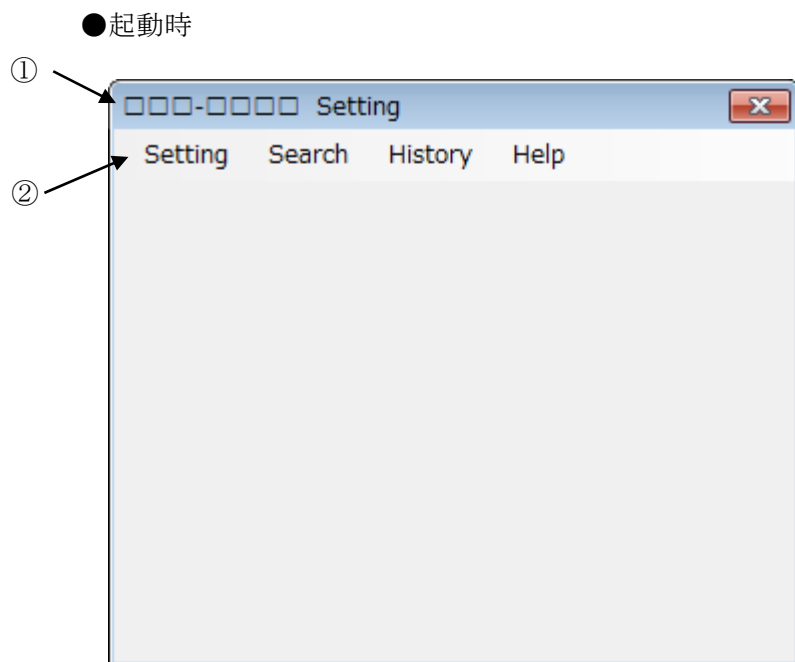 ●起動時
①
□□□-□□□□ Setting
Setting Search History Help
②